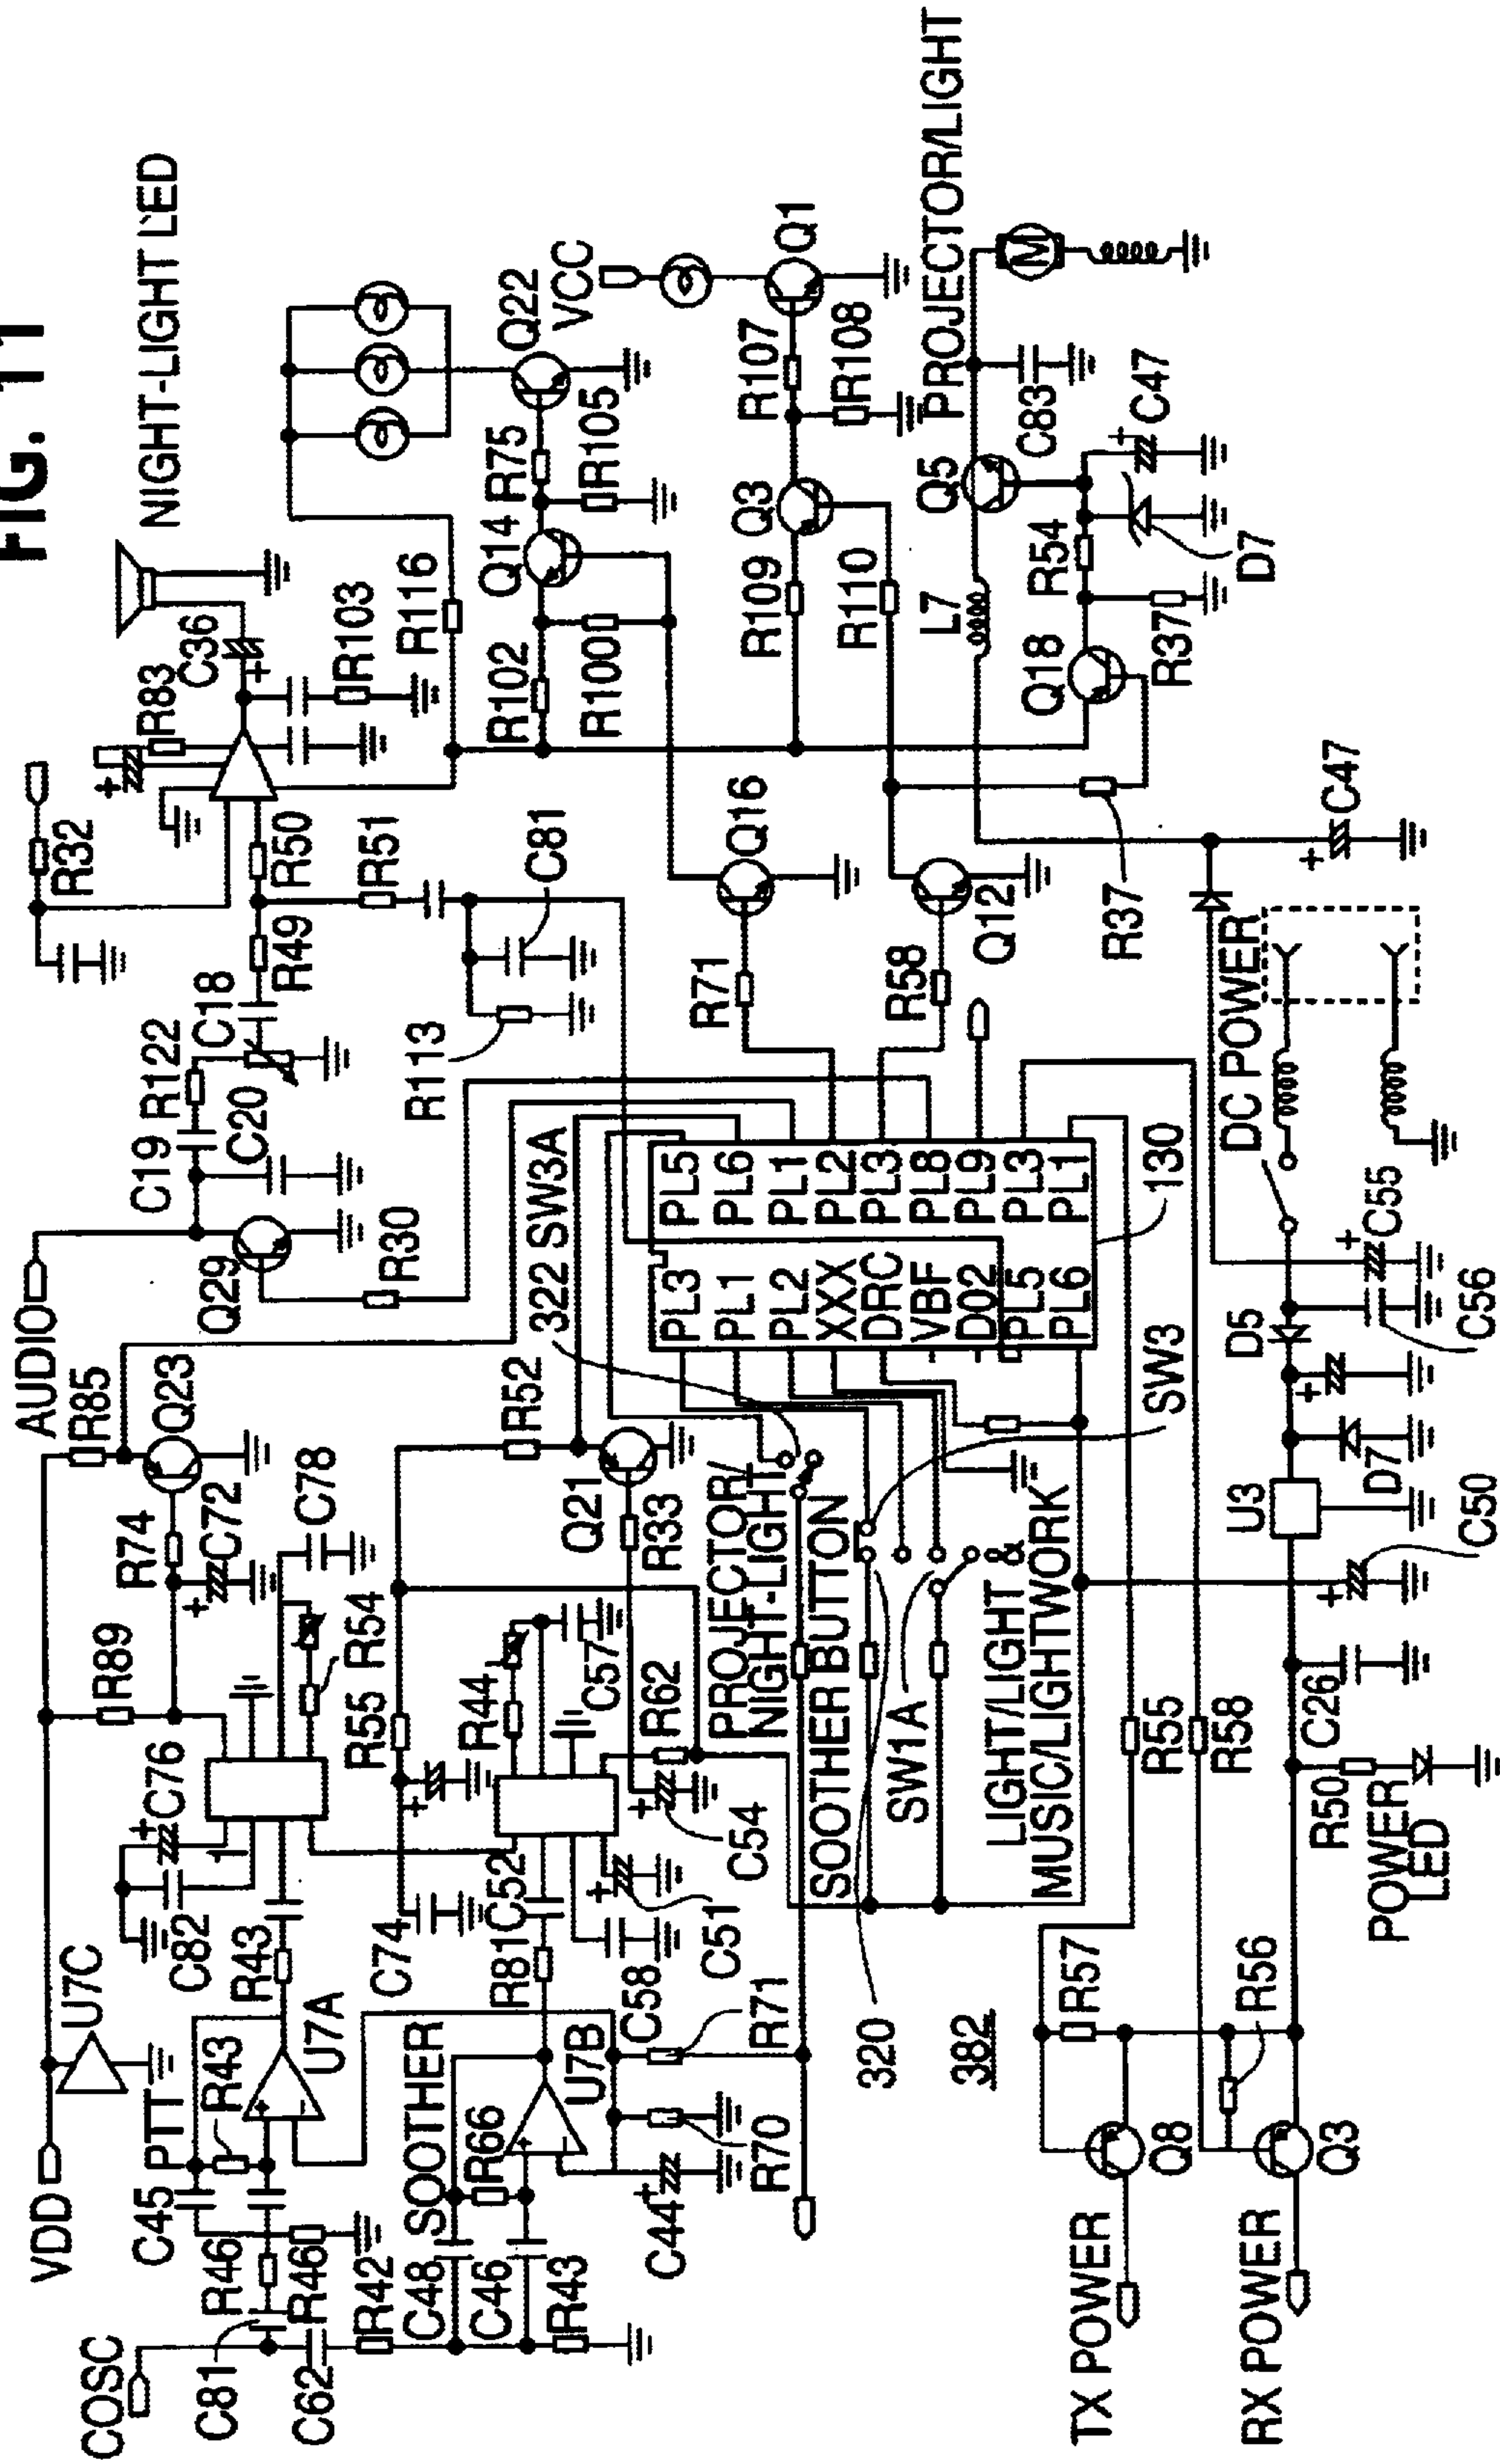 FIG. 11
NIGHT-LIGHT LED
AUDIO
VDD
U7C
C82
C76
R89
R74
C72
R85
Q23
C78
R54
C19
R122
C18
C20
Q29
R30
R49
R50
R32
R83
C36
R103
R116
R51
C81
R113
COSC
C45
PTT
R43
R46
C81
C62
R46
R42
U7A
R43
1
C74
R55
R44
C57
R52
Q21
R33
R62
C54
C51
C52
R81
C58
SOOTHER
C48
R66
U7B
C46
R43
C44
R70
R71
322
SW3A
PROJECTOR/
NIGHT-LIGHT
SOOTHER BUTTON
SW1A
LIGHT/LIGHT &
MUSIC/LIGHTWORK
320
382
SW3
130
PL3
PL1
PL2
XXX
DRC
VBF
DO2
PL5
PL6
PL5
PL6
PL1
PL2
PL3
PL8
PL9
PL3
PL1
R71
Q16
R58
Q12
R102
R100
Q14
R75
R105
Q22
VCC
R109
R110
Q3
R107
R108
Q1
PROJECTOR/LIGHT
M
L7
Q5
C83
C47
R54
D7
Q18
R37
R37
C47
DC POWER
C55
C56
D5
D7
U3
C50
C26
R55
R58
R50
POWER
LED
R57
R56
Q8
Q3
TX POWER
RX POWER